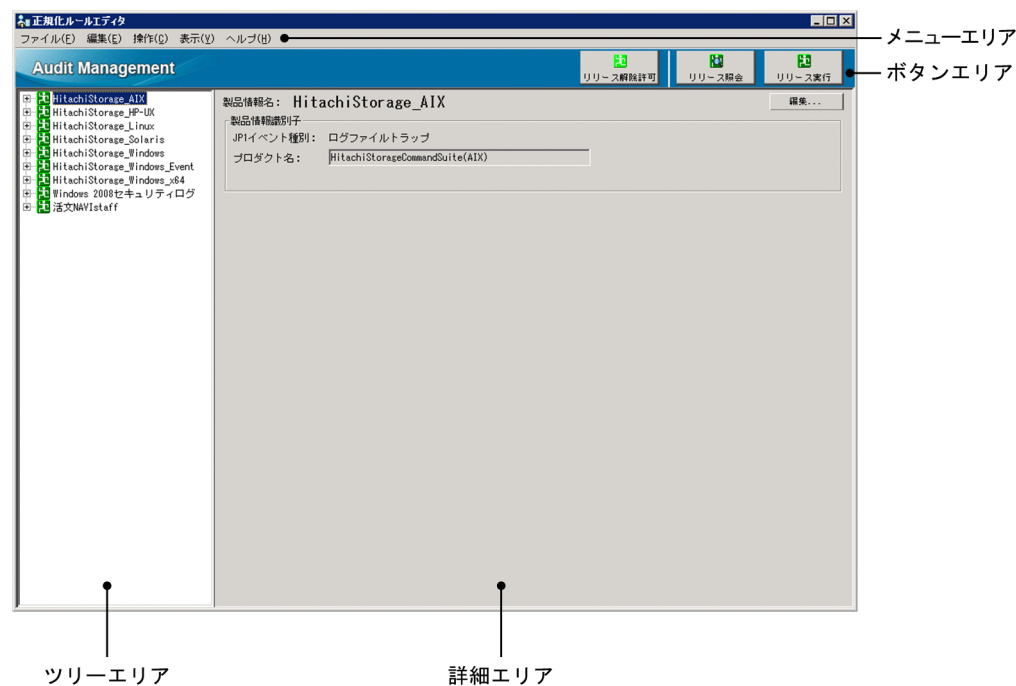 正規化ルールエディタ
ファイル(F) 編集(E) 操作(C) 表示(V) ヘルプ(H)
メニューエリア
Audit Management
リリース解除許可
リリース照会
リリース実行
ボタンエリア
HitachiStorage_AIX
HitachiStorage_HP-UX
HitachiStorage_Linux
HitachiStorage_Solaris
HitachiStorage_Windows
HitachiStorage_Windows_Event
HitachiStorage_Windows_x64
Windows 2008セキュリティログ
活文NAVIstaff
製品情報名: HitachiStorage_AIX
編集...
製品情報識別子
JP1イベント種別: ログファイルトラップ
プロダクト名: HitachiStorageCommandSuite(AIX)
ツリーエリア
詳細エリア